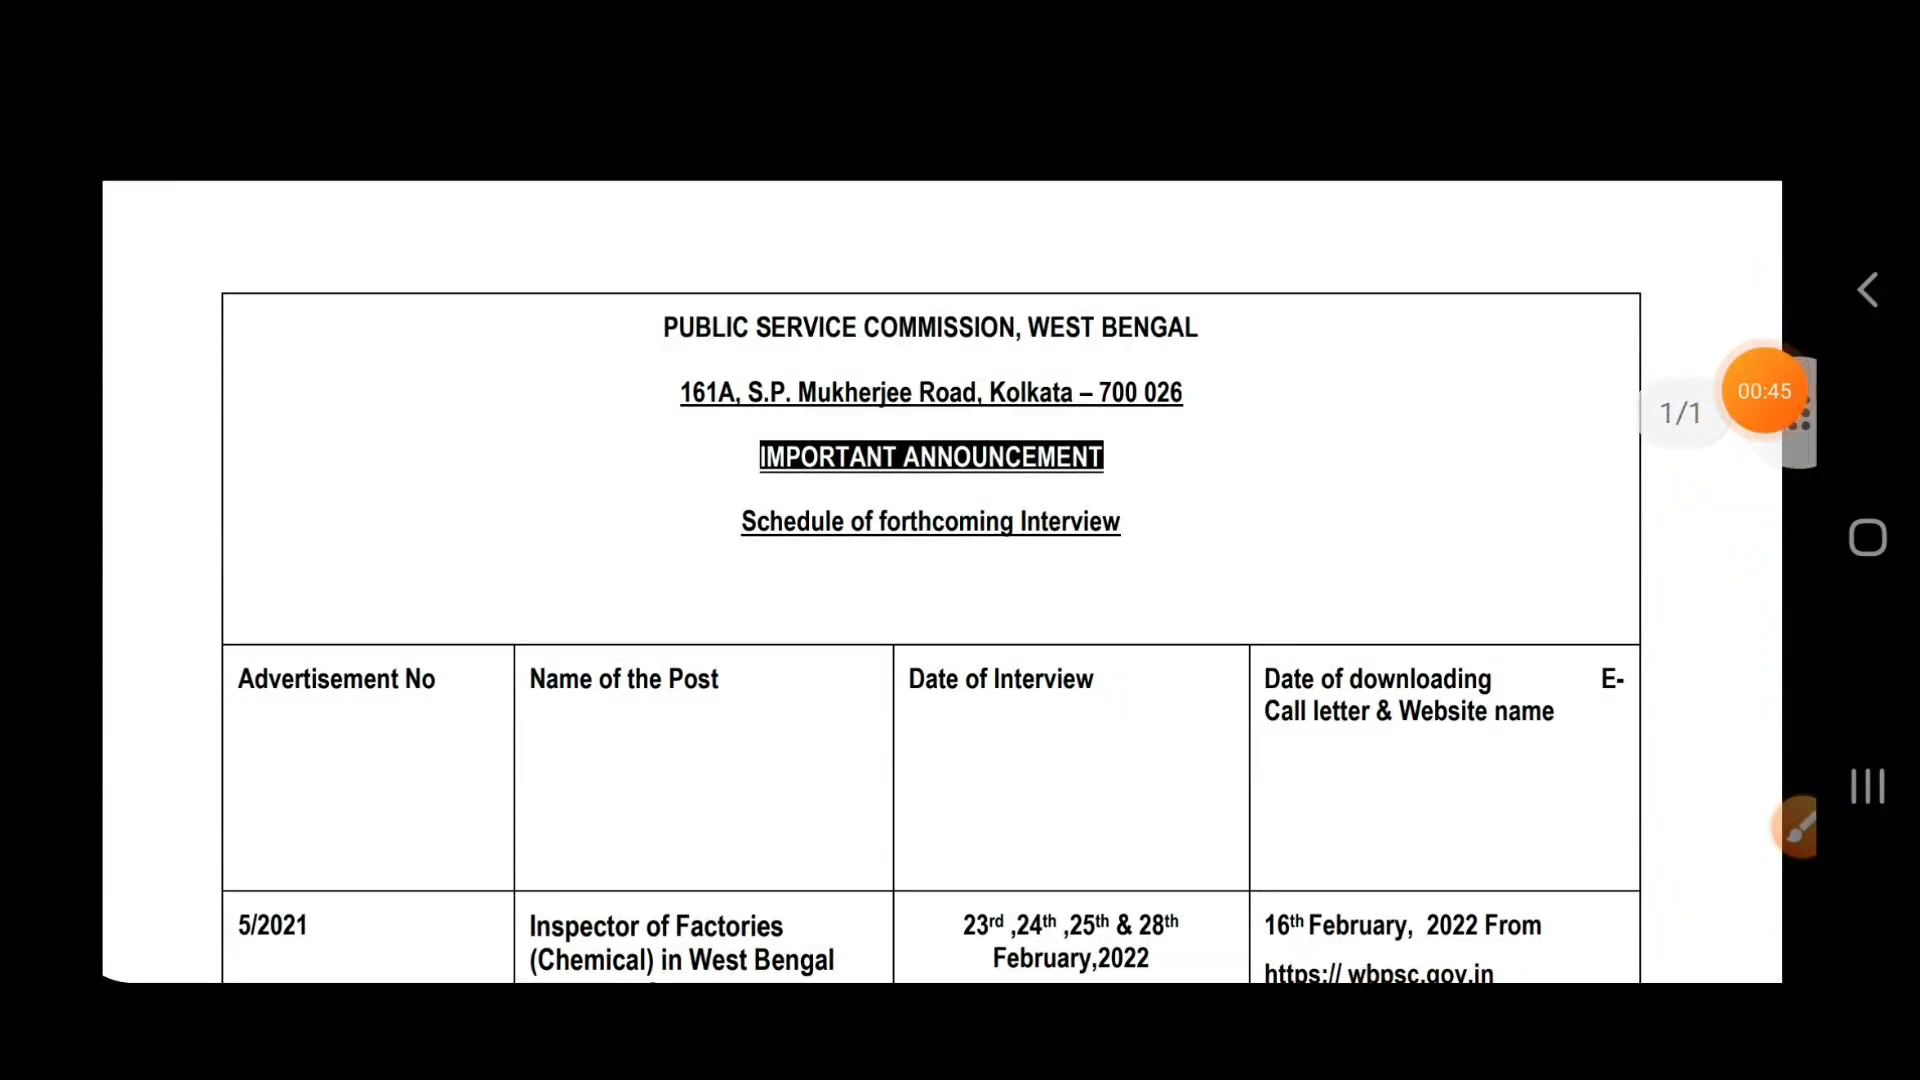 PUBLIC SERVICE COMMISSION, WEST BENGAL
161A, S.P. Mukherjee Road, Kolkata – 700 026
IMPORTANT ANNOUNCEMENT
Schedule of forthcoming Interview
1/1
00:45
Advertisement No
Name of the Post
Date of Interview
Date of downloading E-
Call letter & Website name
5/2021
Inspector of Factories
(Chemical) in West Bengal
23rd ,24th ,25th & 28th
February,2022
16th February, 2022 From
https:// wbpsc.gov.in